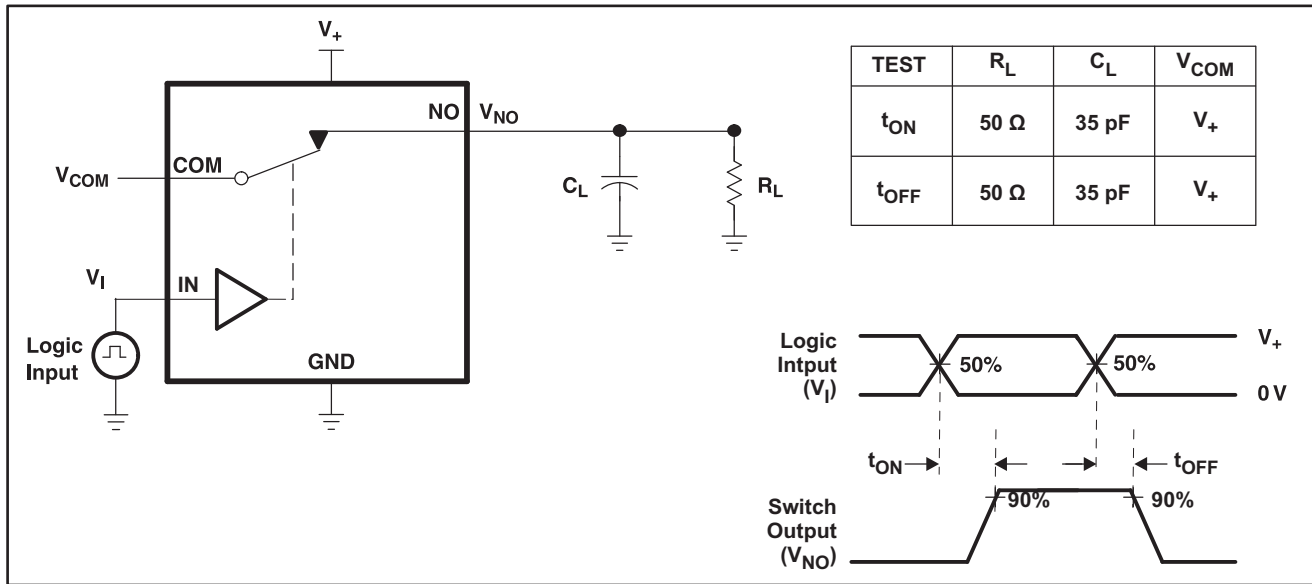 V+
NO
VNO
COM
VCOM
CL
RL
VI
IN
Logic
Input
GND
TEST
RL
CL
VCOM
tON
50 Ω
35 pF
V+
tOFF
50 Ω
35 pF
V+
Logic
Intput
(VI)
50%
50%
V+
0 V
tON
tOFF
90%
90%
Switch
Output
(VNO)